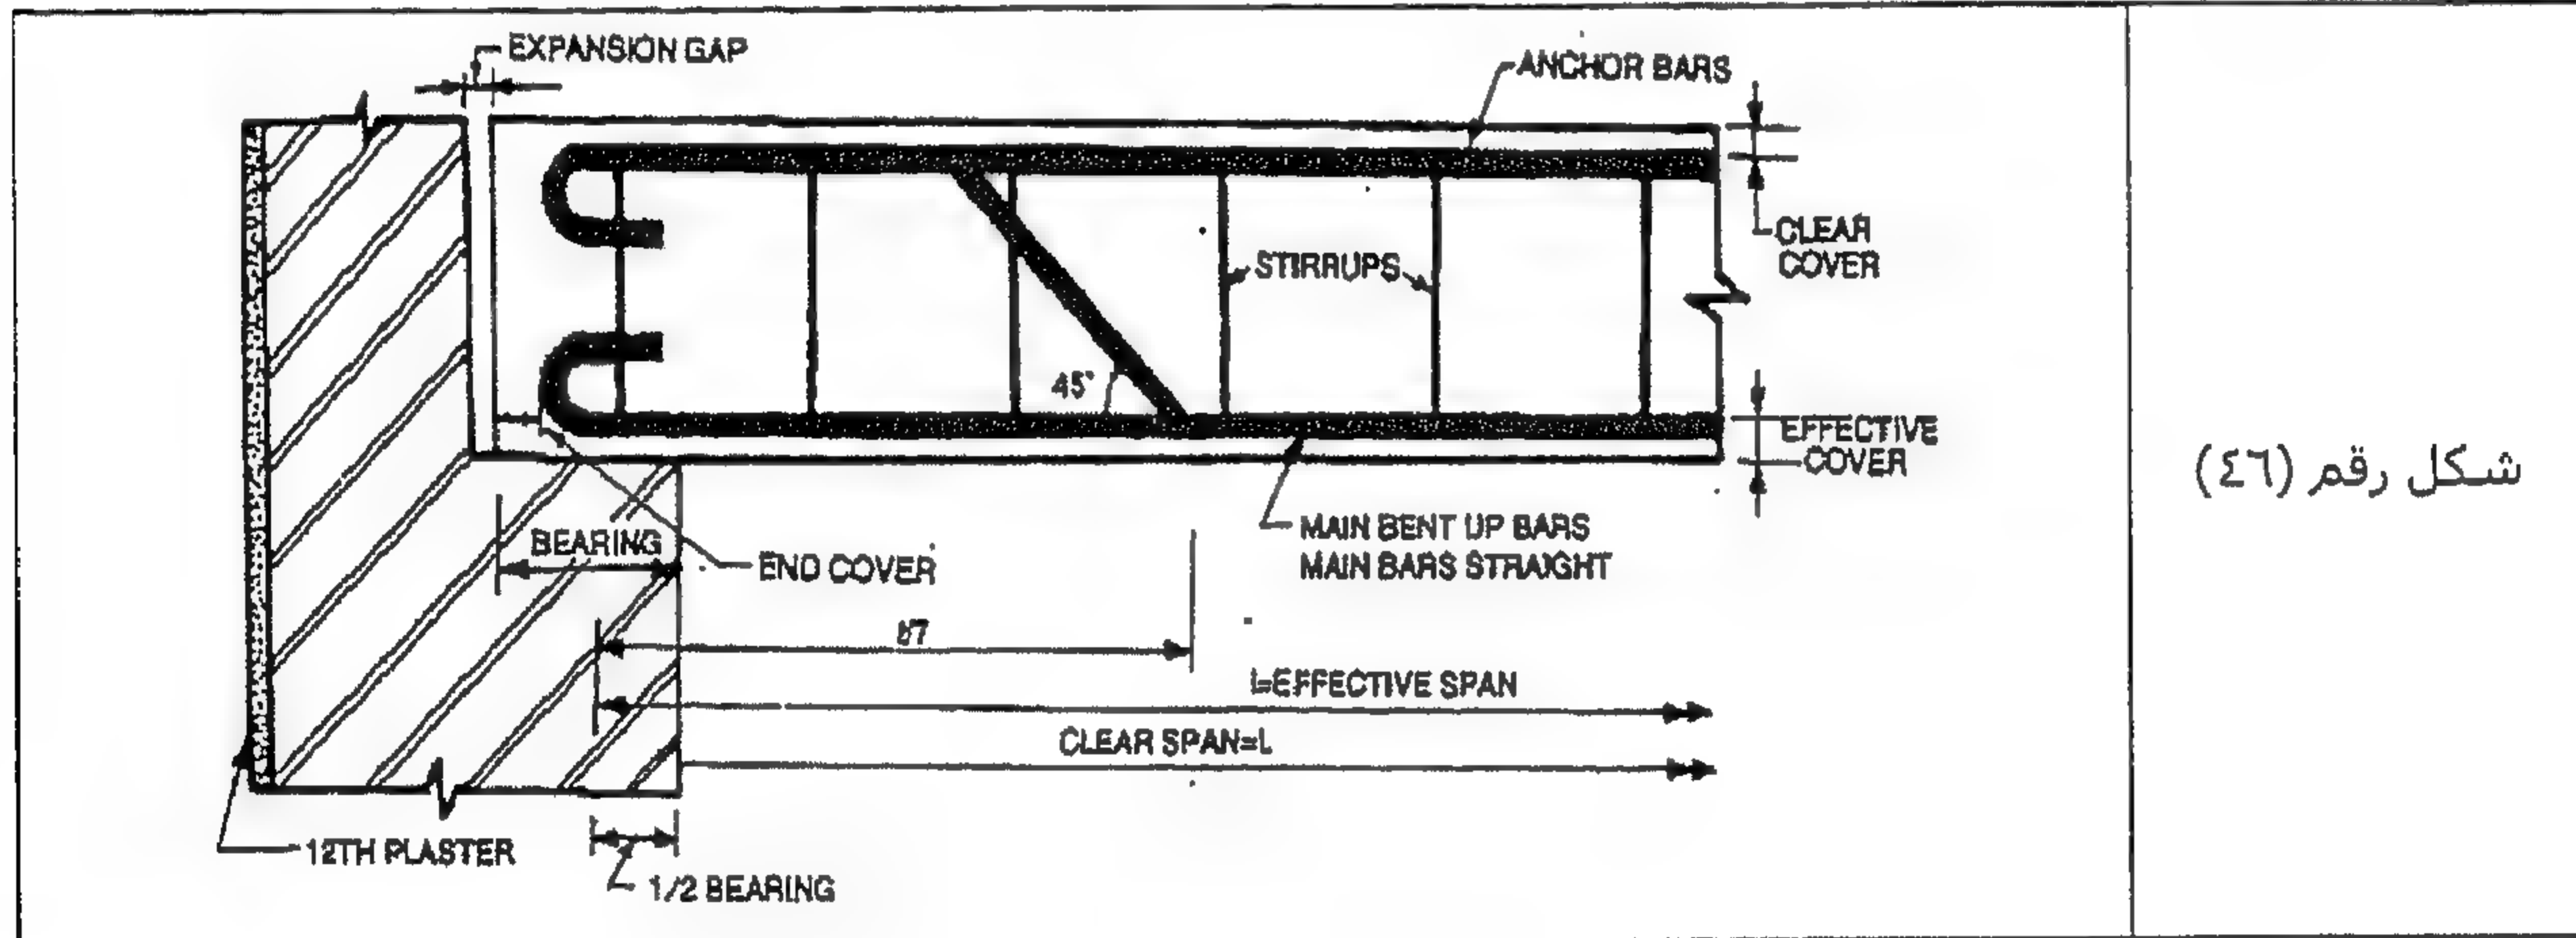 EXPANSION GAP
ANCHOR BARS
CLEAR
COVER
STIRRUPS
45°
EFFECTIVE
COVER
شكل رقم (٤٦)
MAIN BENT UP BARS
MAIN BARS STRAIGHT
BEARING
END COVER
L=EFFECTIVE SPAN
CLEAR SPAN=L
12TH PLASTER
1/2 BEARING